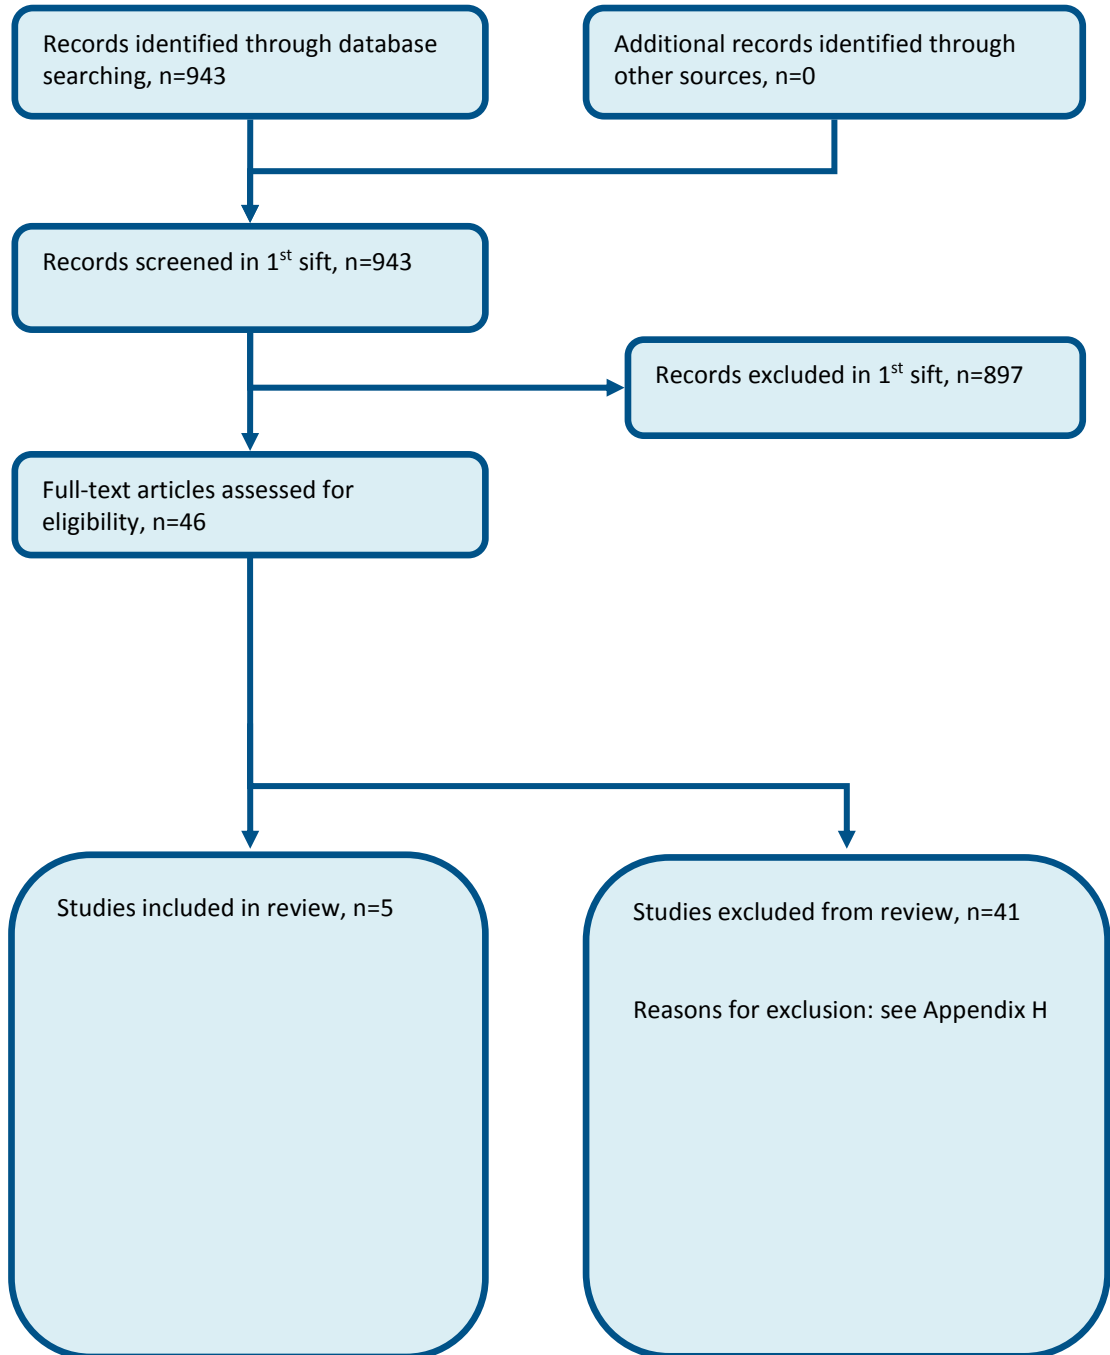 Records identified through database
searching, n=943
Additional records identified through
other sources, n=0
Records screened in 1st sift, n=943
Records excluded in 1st sift, n=897
Full-text articles assessed for
eligibility, n=46
Studies included in review, n=5
Studies excluded from review, n=41
Reasons for exclusion: see Appendix H